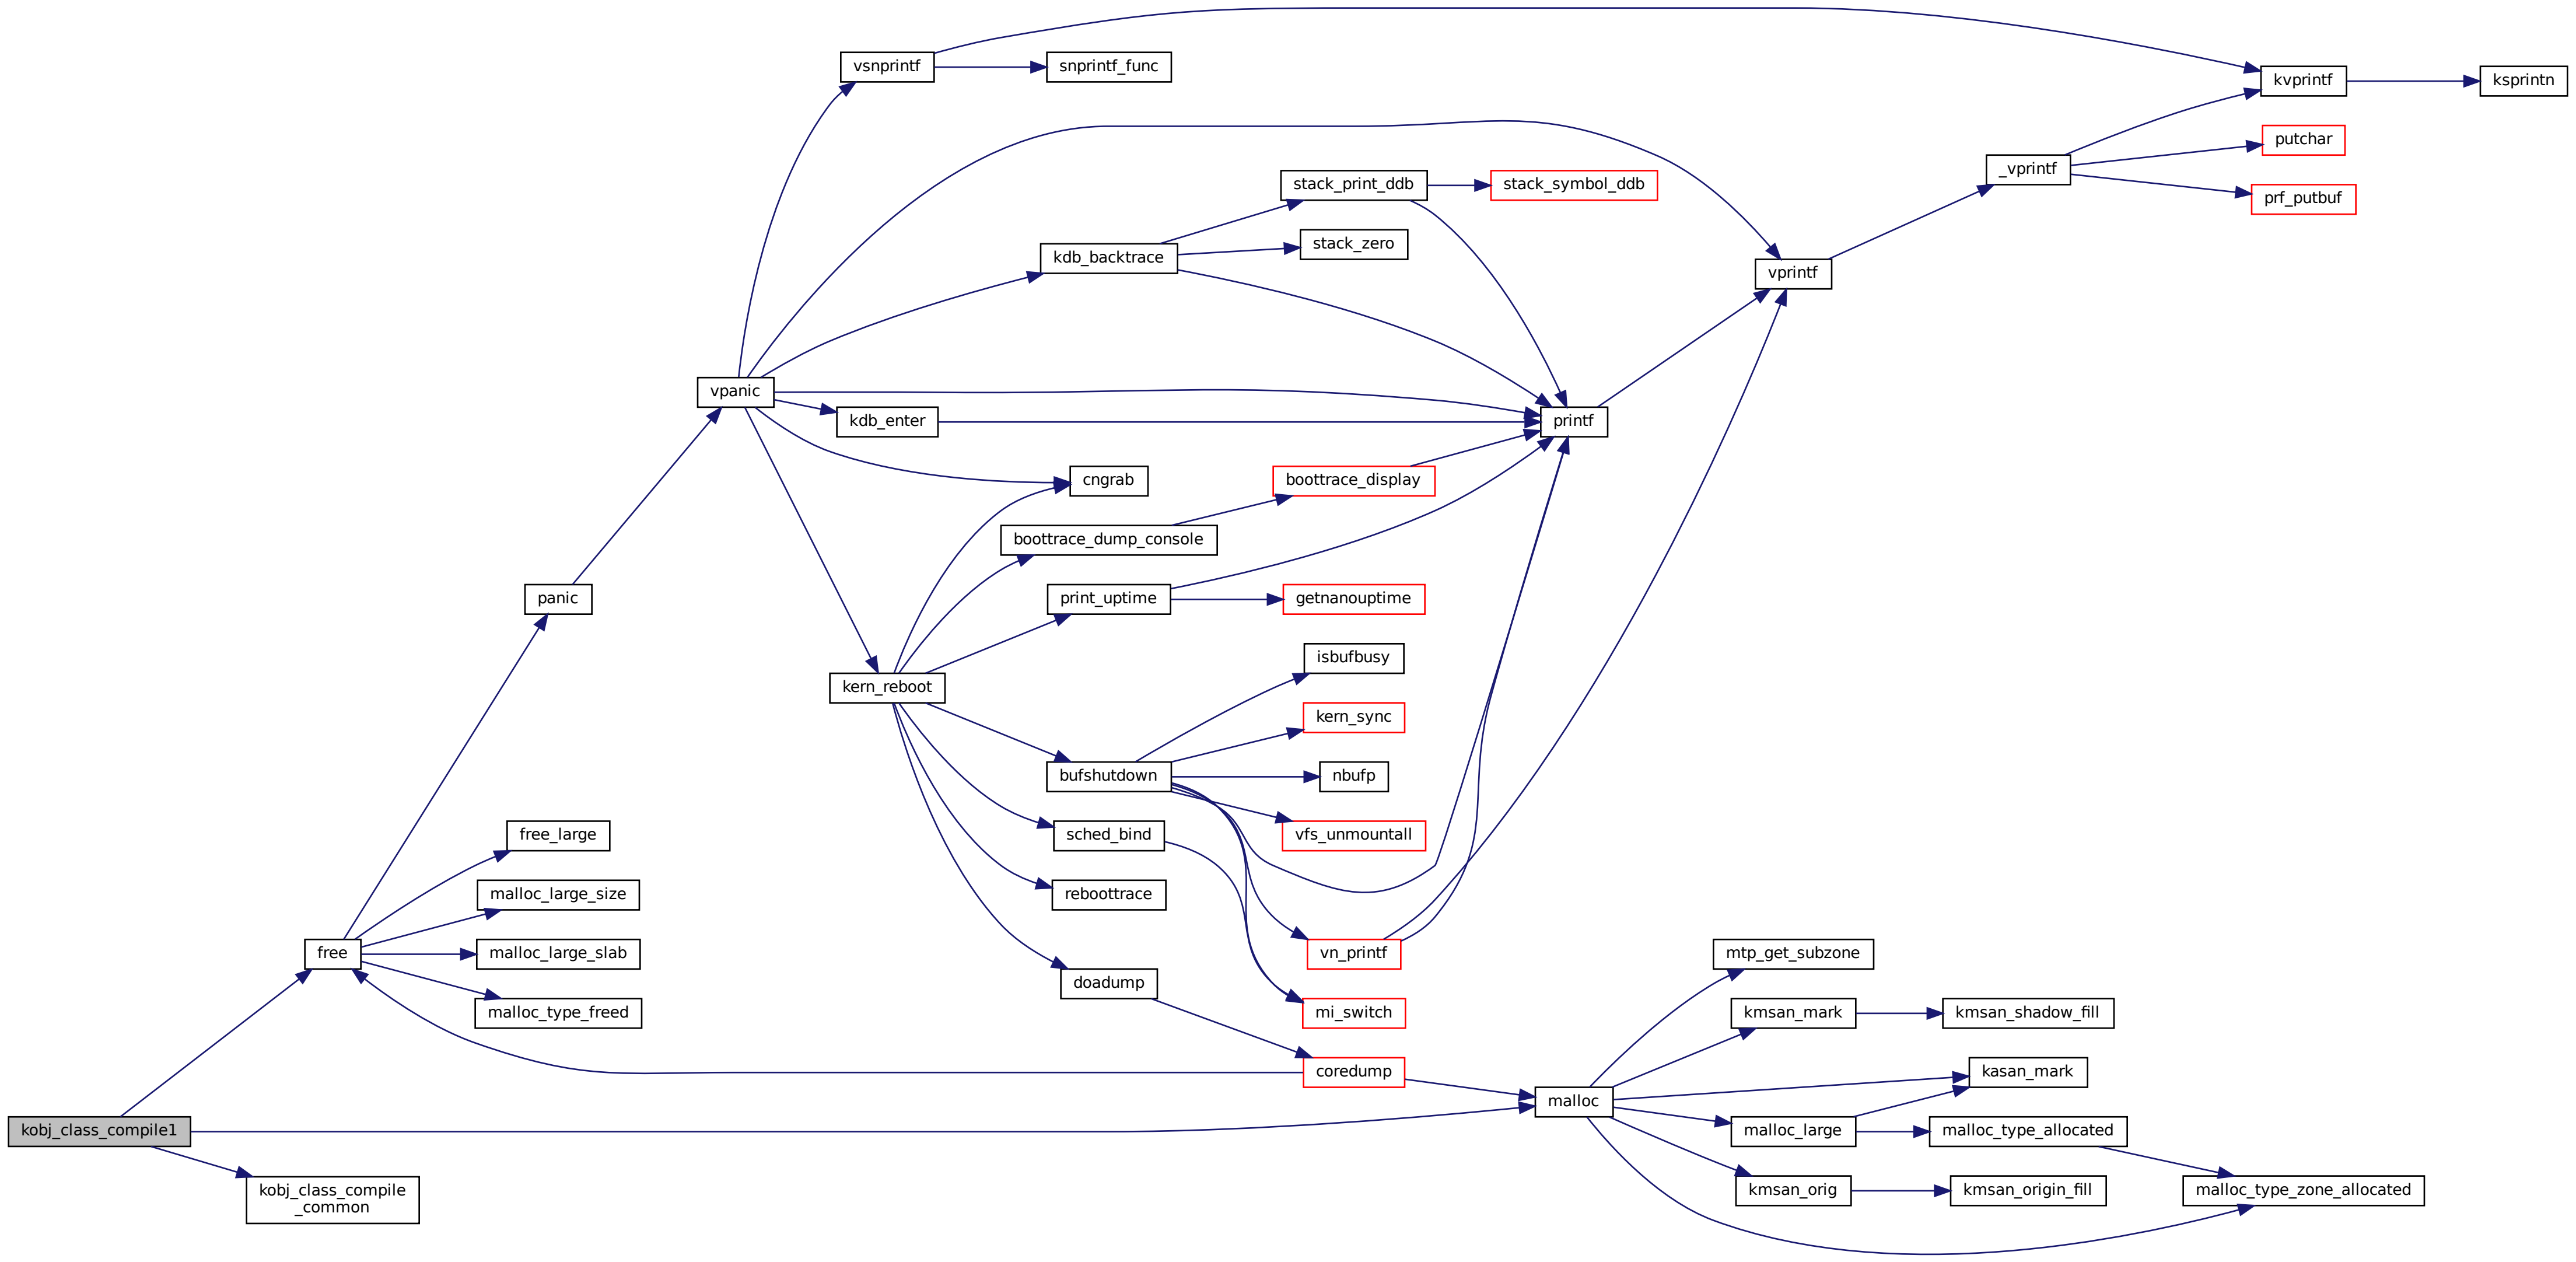 vsnprintf
snprintf_func
kvprintf
ksprintn
putchar
_vprintf
prf_putbuf
stack_print_ddb
stack_symbol_ddb
kdb_backtrace
stack_zero
vprintf
vpanic
kdb_enter
printf
cngrab
boottrace_display
boottrace_dump_console
panic
print_uptime
getnanouptime
isbufbusy
kern_reboot
kern_sync
bufshutdown
nbufp
free_large
sched_bind
vfs_unmountall
malloc_large_size
reboottrace
free
malloc_large_slab
vn_printf
mtp_get_subzone
doadump
malloc_type_freed
mi_switch
kmsan_mark
kmsan_shadow_fill
coredump
kasan_mark
malloc
kobj_class_compile1
malloc_large
malloc_type_allocated
kobj_class_compile
_common
kmsan_orig
kmsan_origin_fill
malloc_type_zone_allocated